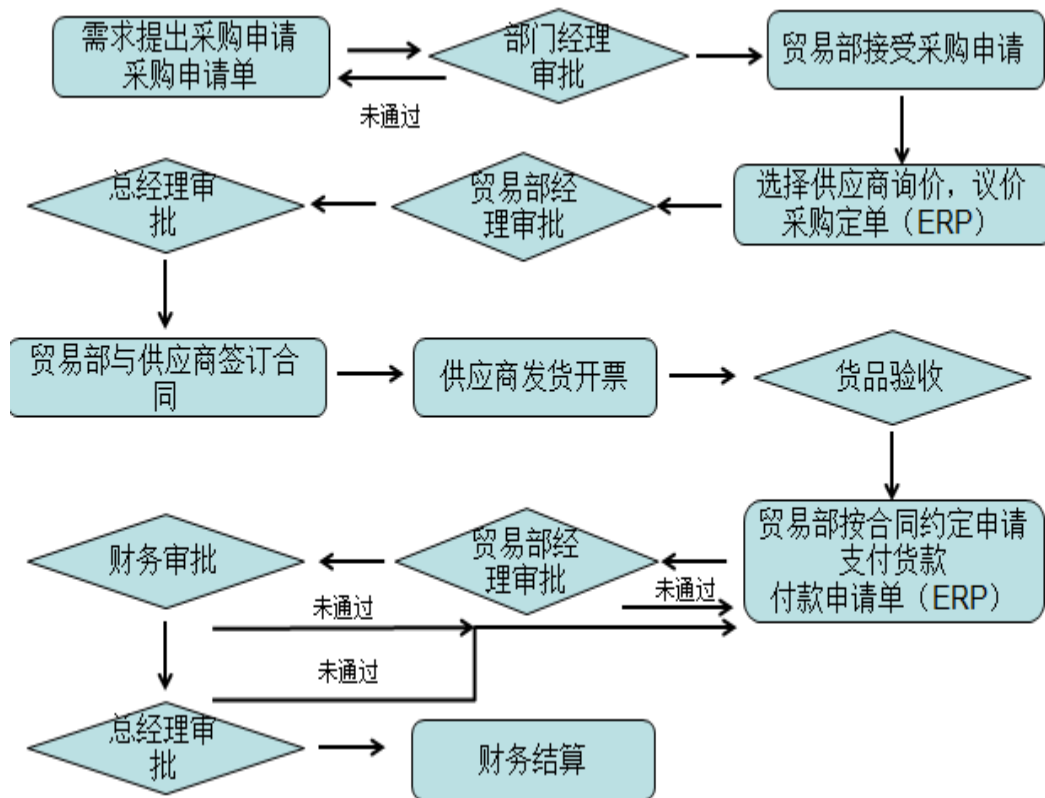 需求提出采购申请
采购申请单
部门经理
审批
贸易部接受采购申请
未通过
总经理审
批
贸易部经
理审批
选择供应商询价，议价
采购定单（ERP）
贸易部与供应商签订合
同
供应商发货开票
货品验收
财务审批
贸易部经
理审批
贸易部按合同约定申请
支付货款
付款申请单（ERP）
未通过
未通过
未通过
总经理审
批
财务结算